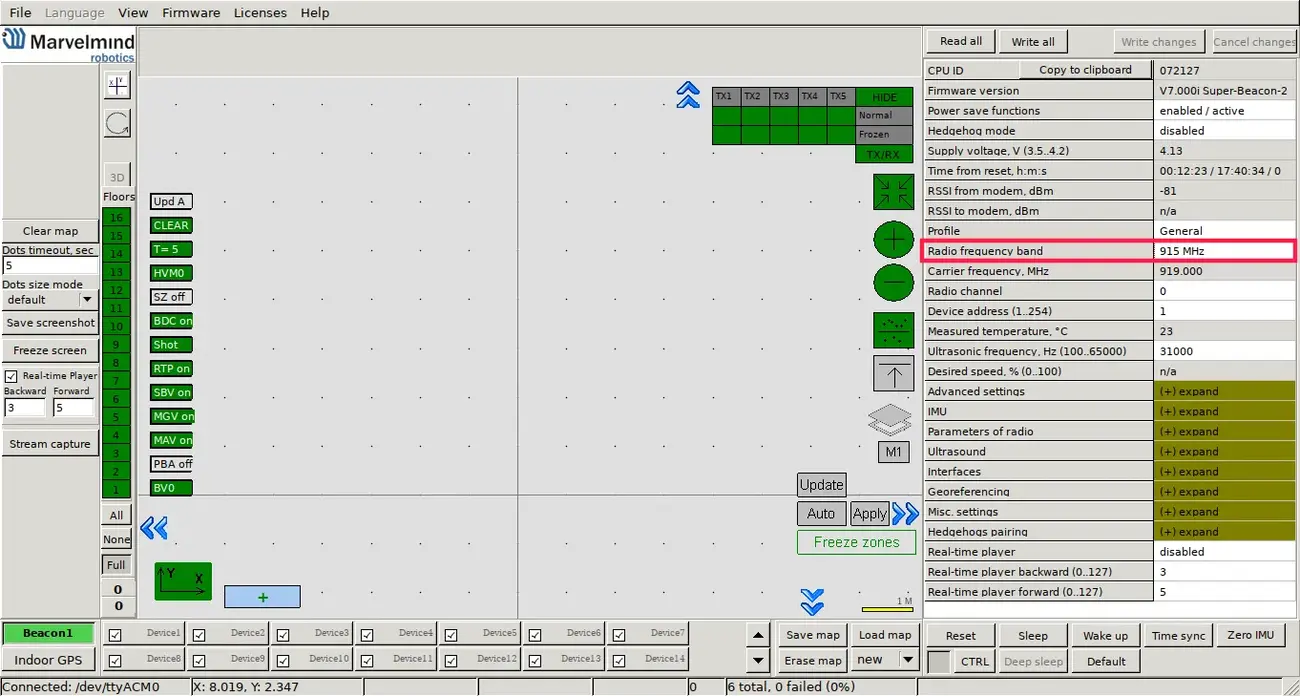 File Language View Firmware Licenses Help
Marvelmind
robotics
Read all Write all Write changes Cancel changes
CPU ID Copy to clipboard 072127
Firmware version V7.000i Super-Beacon-2
Power save functions enabled / active
Hedgehog mode disabled
Supply voltage, V (3.5..4.2) 4.13
Time from reset, h:m:s 00:12:23 / 17:40:34 / 0
RSSI from modem, dBm -81
RSSI to modem, dBm n/a
Profile General
Radio frequency band 915 MHz
Carrier frequency, MHz 919.000
Radio channel 0
Device address (1..254) 1
Measured temperature, °C 23
Ultrasonic frequency, Hz (100..65000) 31000
Desired speed, % (0..100) n/a
Advanced settings (+) expand
IMU (+) expand
Parameters of radio (+) expand
Ultrasound (+) expand
Interfaces (+) expand
Georeferencing (+) expand
Misc. settings (+) expand
Hedgehogs pairing (+) expand
Real-time player disabled
Real-time player backward (0..127) 3
Real-time player forward (0..127) 5
TX1 TX2 TX3 TX4 TX5 HIDE
Normal
Frozen
TX/RX
3D
Floors
16
15
14
13
12
11
10
9
8
7
6
5
4
3
2
1
All
None
Full
0
0
Clear map
Dots timeout, sec
5
Dots size mode
default
Save screenshot
Freeze screen
Real-time Player
Backward Forward
3 5
Stream capture
Upd A
CLEAR
T= 5
HVM0
SZ off
BDC on
Shot
RTP on
SBV on
MGV on
MAV on
PBA off
BV0
M1
Update
Auto Apply
Freeze zones
Y X
+
1 M
Beacon1 Device1 Device2 Device3 Device4 Device5 Device6 Device7
Indoor GPS Device8 Device9 Device10 Device11 Device12 Device13 Device14
Save map Load map
Erase map new
Reset Sleep Wake up Time sync Zero IMU
CTRL Deep sleep Default
Connected: /dev/ttyACM0 X: 8.019, Y: 2.347 0 6 total, 0 failed (0%)